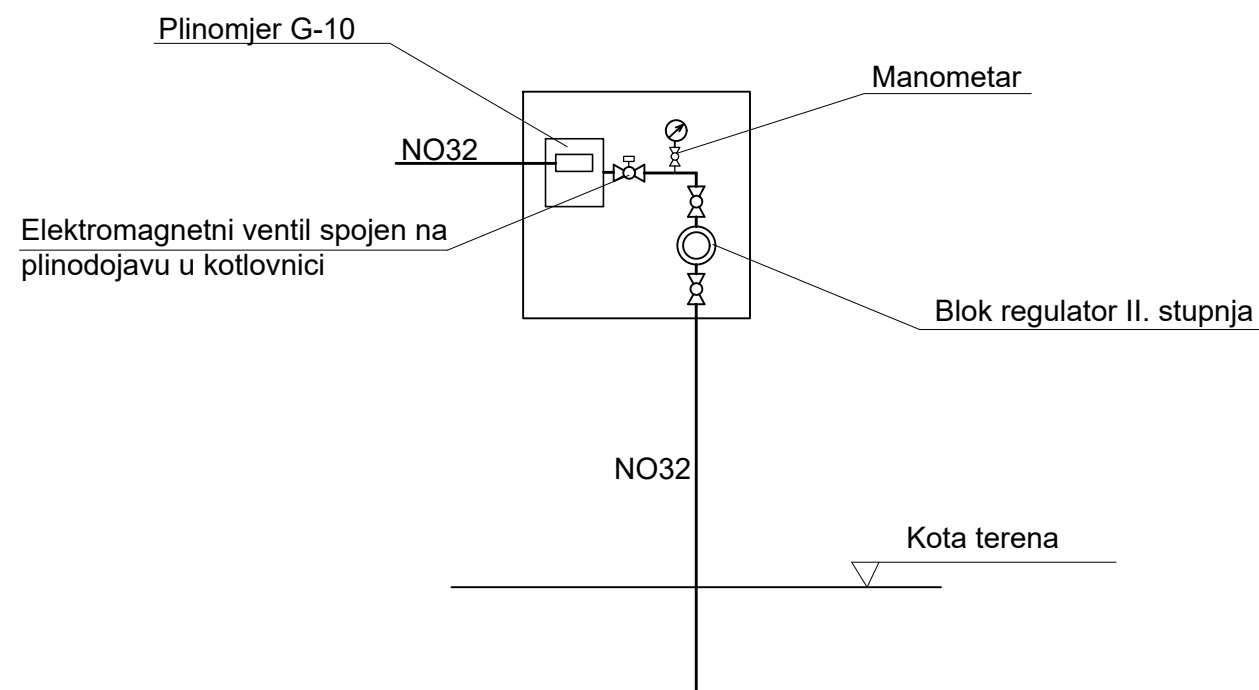 Plinomjer G-10
Manometar
NO32
Elektromagnetni ventil spojen na
plinodojavu u kotlovnici
Blok regulator II. stupnja
NO32
Kota terena